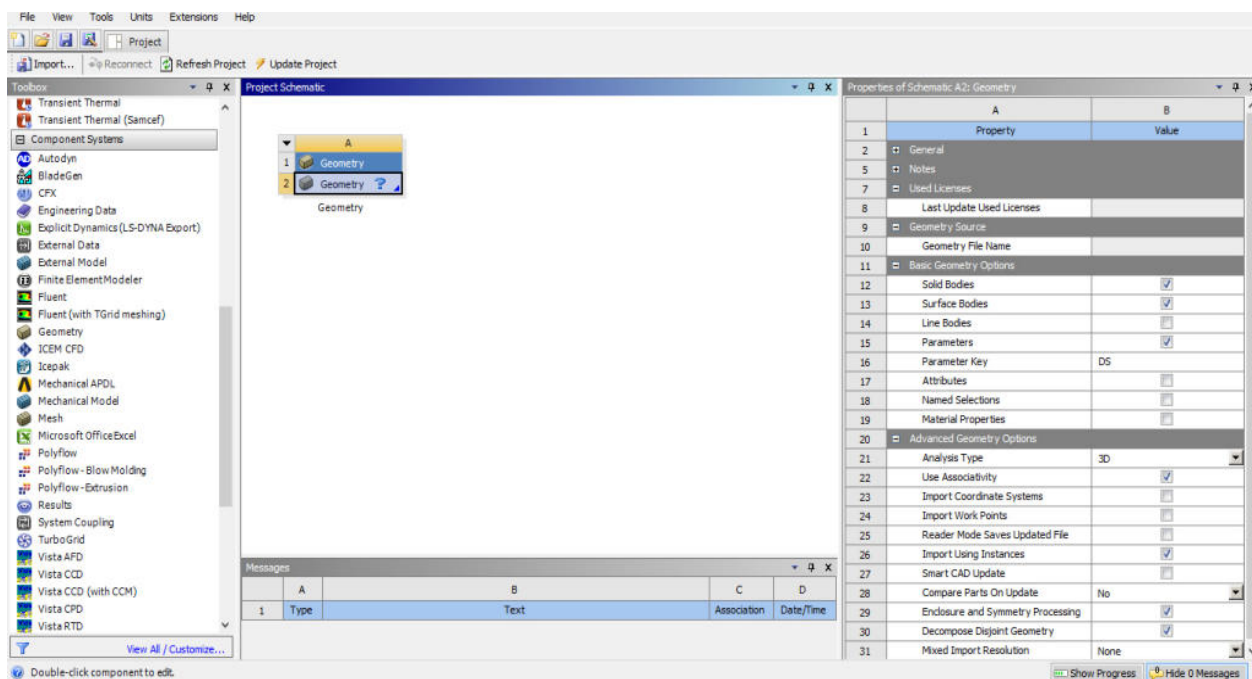 File View Tools Units Extensions Help
Project
Import... Reconnect Refresh Project Update Project
Toolbox
Transient Thermal
Transient Thermal (Samcef)
Component Systems
Autodyn
BladeGen
CFX
Engineering Data
Explicit Dynamics (LS-DYNA Export)
External Data
External Model
Finite Element Modeler
Fluent
Fluent (with TGrid meshing)
Geometry
ICEM CFD
Icepak
Mechanical APDL
Mechanical Model
Mesh
Microsoft Office Excel
Polyflow
Polyflow - Blow Molding
Polyflow - Extrusion
Results
System Coupling
TurboGrid
Vista AFD
Vista CCD
Vista CCD (with CCM)
Vista CPD
Vista RTD
View All / Customize...
Project Schematic
A
1 Geometry
2 Geometry ?
Geometry
Messages
A B C D
1 Type Text Association Date/Time
Properties of Schematic A2: Geometry
A B
1 Property Value
2 General
5 Notes
7 Used Licenses
8 Last Update Used Licenses
9 Geometry Source
10 Geometry File Name
11 Basic Geometry Options
12 Solid Bodies
13 Surface Bodies
14 Line Bodies
15 Parameters
16 Parameter Key DS
17 Attributes
18 Named Selections
19 Material Properties
20 Advanced Geometry Options
21 Analysis Type 3D
22 Use Associativity
23 Import Coordinate Systems
24 Import Work Points
25 Reader Mode Saves Updated File
26 Import Using Instances
27 Smart CAD Update
28 Compare Parts On Update No
29 Enclosure and Symmetry Processing
30 Decompose Disjoint Geometry
31 Mixed Import Resolution None
Double-click component to edit.
Show Progress Hide 0 Messages